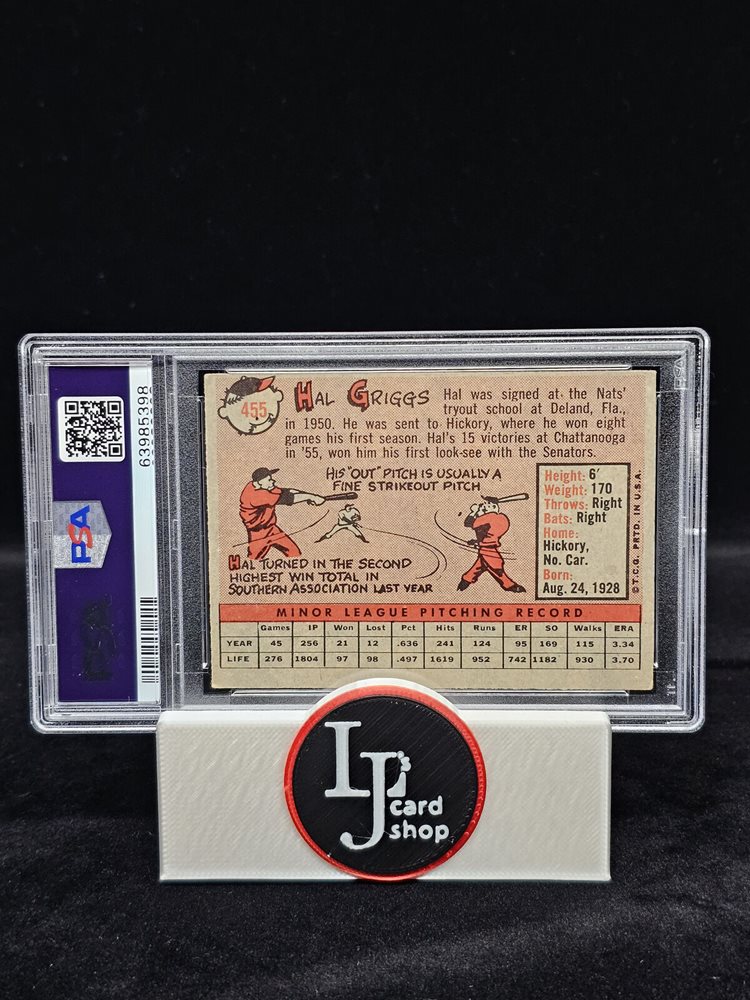 63985398
PSA
PSA
455
HAL GRIGGS
Hal was signed at the Nats'
tryout school at Deland, Fla.,
in 1950. He was sent to Hickory, where he won eight
games his first season. Hal's 15 victories at Chattanooga
in '55, won him his first look-see with the Senators.
HIS "OUT" PITCH IS USUALLY A
FINE STRIKEOUT PITCH
HAL TURNED IN THE SECOND
HIGHEST WIN TOTAL IN
SOUTHERN ASSOCIATION LAST YEAR
Height: 6'
Weight: 170
Throws: Right
Bats: Right
Home:
Hickory,
No. Car.
Born:
Aug. 24, 1928
© T.C.G. PRTD. IN U.S.A.
MINOR LEAGUE PITCHING RECORD
Games IP Won Lost Pct Hits Runs ER SO Walks ERA
YEAR 45 256 21 12 .636 241 124 95 169 115 3.34
LIFE 276 1804 97 98 .497 1619 952 742 1182 930 3.70
LJ's
card
shop